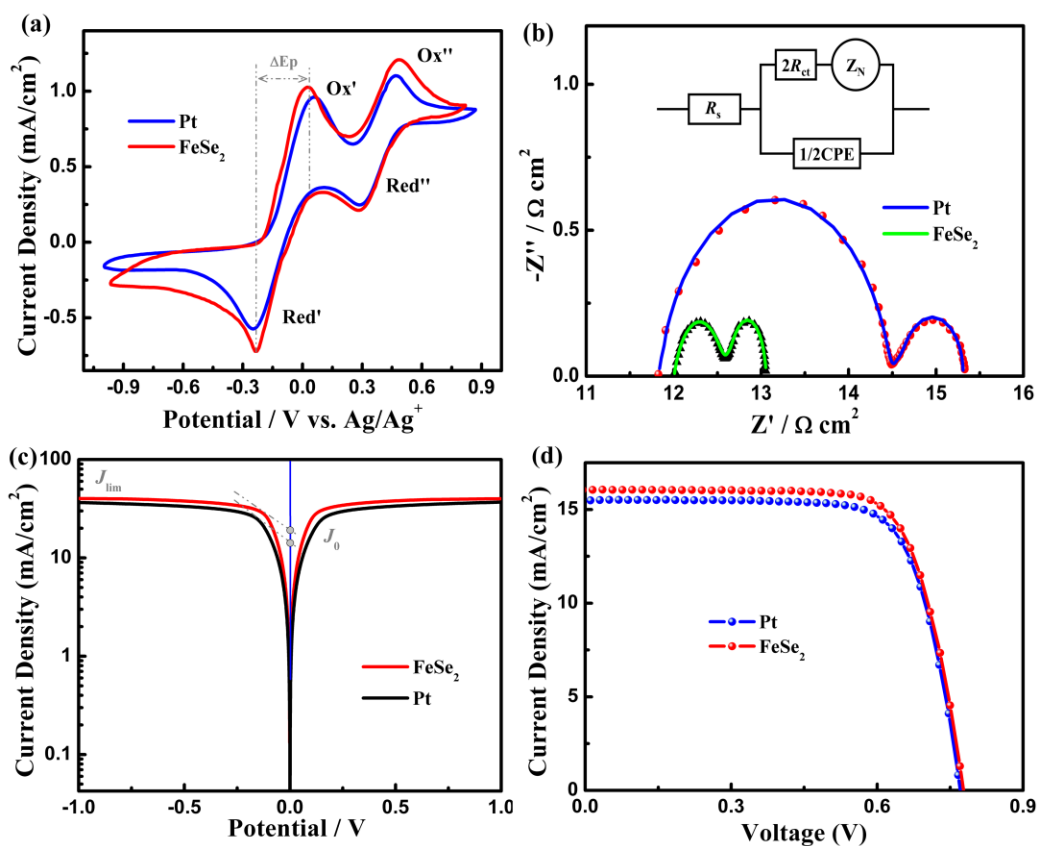 (a)
ΔEp
Ox'
Ox''
Pt
FeSe₂
Red'
Red''
Current Density (mA/cm²)
1.0
0.5
0.0
-0.5
-0.9 -0.6 -0.3 0.0 0.3 0.6 0.9
Potential / V vs. Ag/Ag⁺
(b)
2Rct
Z_N
Rs
1/2CPE
Pt
FeSe₂
-Z'' / Ω cm²
1.0
0.5
0.0
11 12 13 14 15 16
Z' / Ω cm²
(c)
Jlim
J₀
FeSe₂
Pt
Current Density (mA/cm²)
100
10
1
0.1
-1.0 -0.5 0.0 0.5 1.0
Potential / V
(d)
Pt
FeSe₂
Current Density (mA/cm²)
15
10
5
0
0.0 0.3 0.6 0.9
Voltage (V)